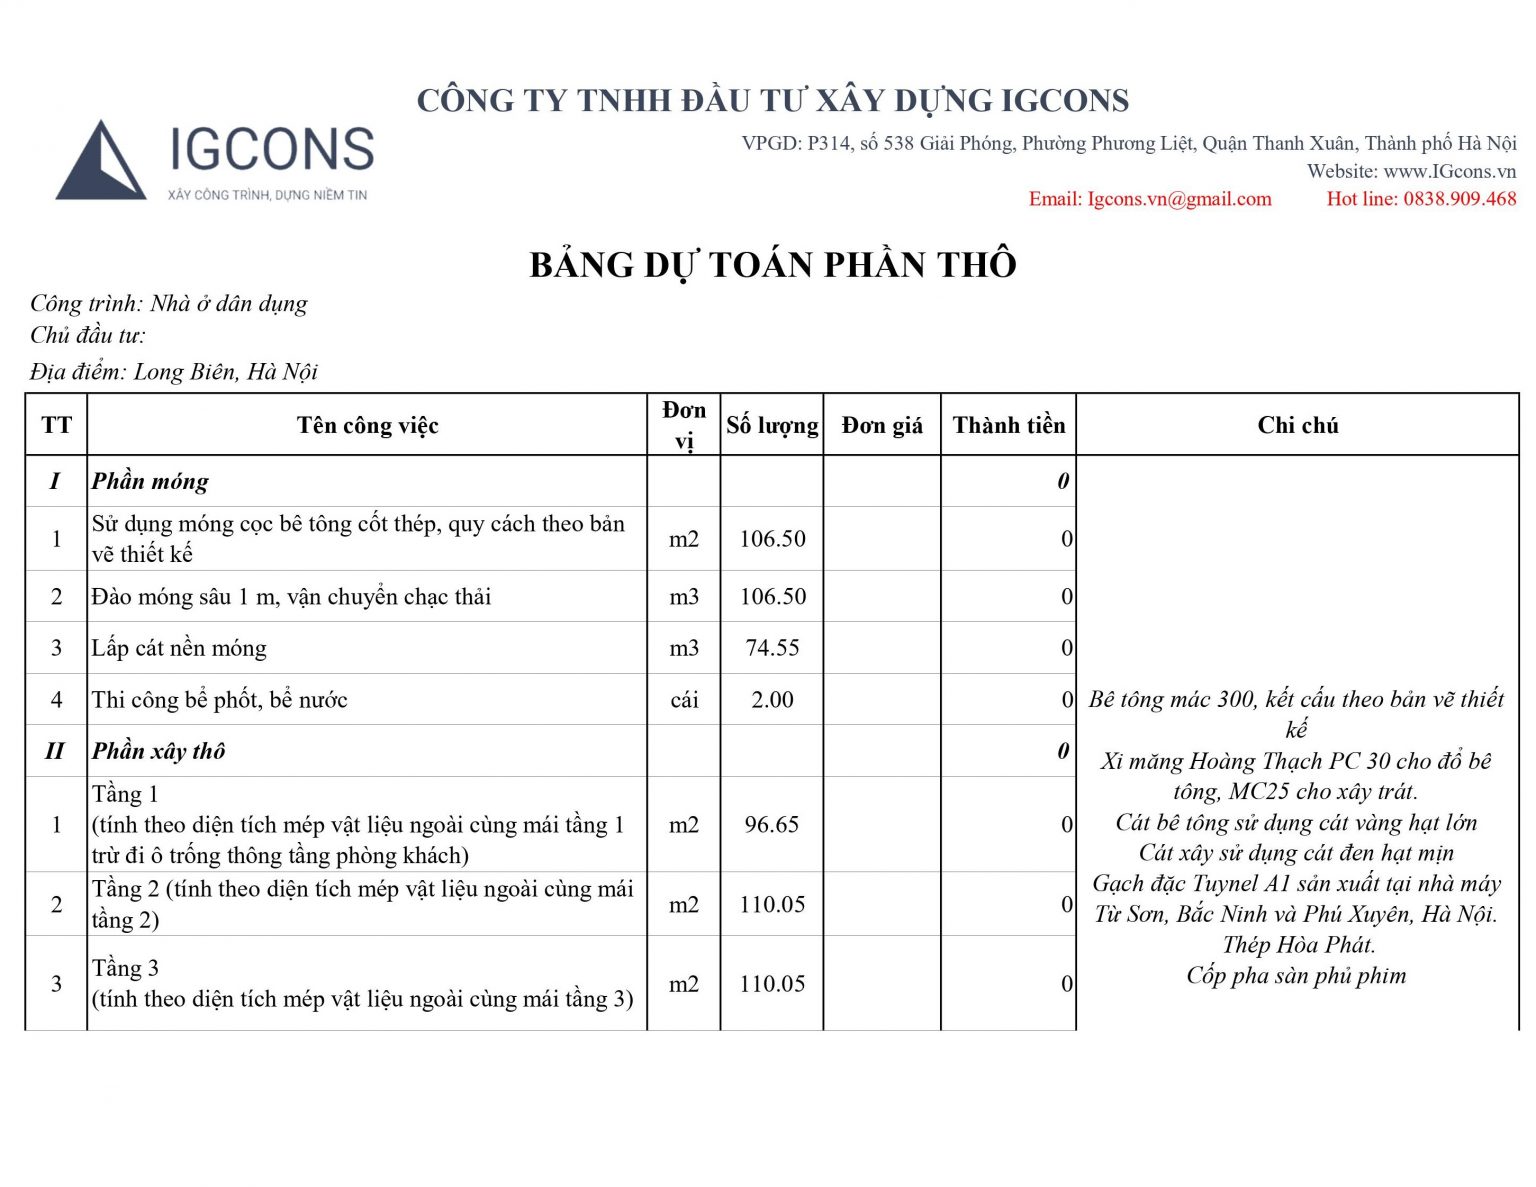 CÔNG TY TNHH ĐẦU TƯ XÂY DỰNG IGCONS
IGCONS
XÂY CÔNG TRÌNH, DỰNG NIỀM TIN
VPGD: P314, số 538 Giải Phóng, Phường Phương Liệt, Quận Thanh Xuân, Thành phố Hà Nội
Website: www.IGcons.vn
Email: Igcons.vn@gmail.com Hot line: 0838.909.468
BẢNG DỰ TOÁN PHẦN THÔ
Công trình: Nhà ở dân dụng
Chủ đầu tư:
Địa điểm: Long Biên, Hà Nội
TT Tên công việc Đơn vị Số lượng Đơn giá Thành tiền Chi chú
I Phần móng 0
1 Sử dụng móng cọc bê tông cốt thép, quy cách theo bản
vẽ thiết kế m2 106.50 0
2 Đào móng sâu 1 m, vận chuyển chạc thải m3 106.50 0
3 Lấp cát nền móng m3 74.55 0
4 Thi công bể phốt, bể nước cái 2.00 0
II Phần xây thô 0
1 Tầng 1
(tính theo diện tích mép vật liệu ngoài cùng mái tầng 1
trừ đi ô trống thông tầng phòng khách) m2 96.65 0
2 Tầng 2 (tính theo diện tích mép vật liệu ngoài cùng mái
tầng 2) m2 110.05 0
3 Tầng 3
(tính theo diện tích mép vật liệu ngoài cùng mái tầng 3) m2 110.05 0
Bê tông mác 300, kết cấu theo bản vẽ thiết
kế
Xi măng Hoàng Thạch PC 30 cho đổ bê
tông, MC25 cho xây trát.
Cát bê tông sử dụng cát vàng hạt lớn
Cát xây sử dụng cát đen hạt mịn
Gạch đặc Tuynel A1 sản xuất tại nhà máy
Từ Sơn, Bắc Ninh và Phú Xuyên, Hà Nội.
Thép Hòa Phát.
Cốp pha sàn phủ phim